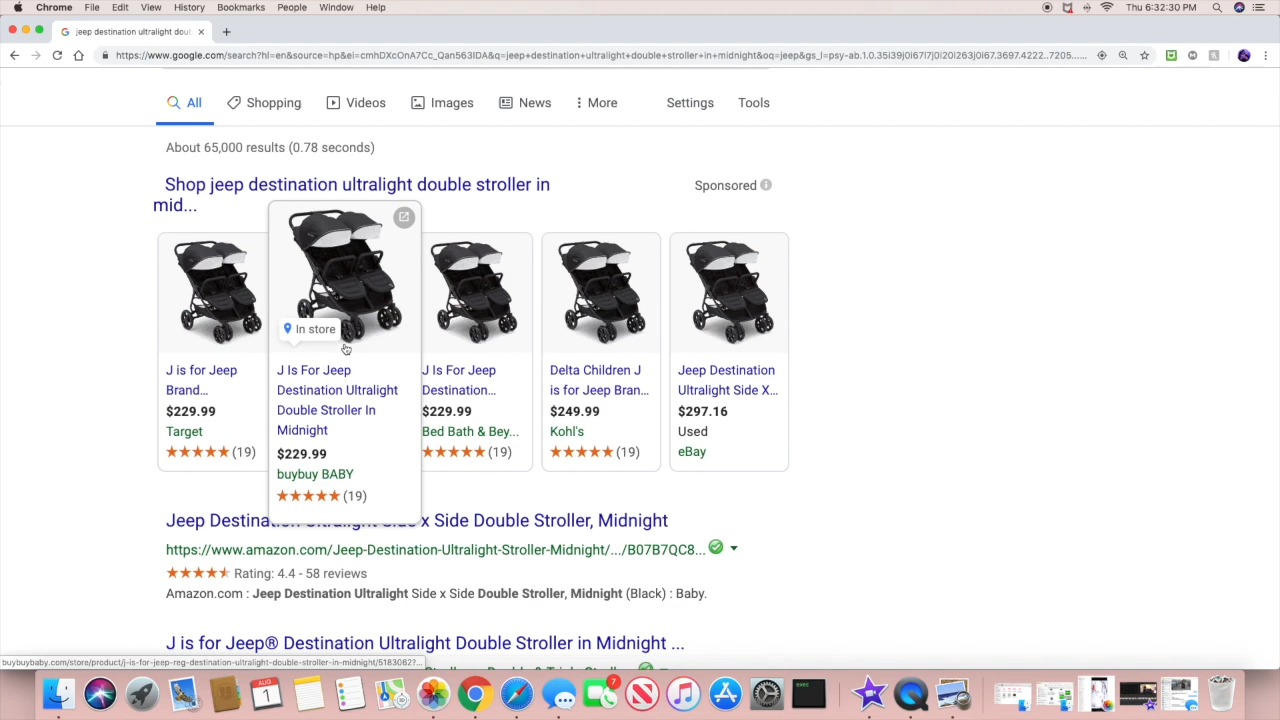 Chrome File Edit View History Bookmarks People Window Help Thu 6:32:30 PM
jeep destination ultralight doub
https://www.google.com/search?hl=en&source=hp&ei=cmhDXcOnA7Cc_Qan563IDA&q=jeep+destination+ultralight+double+stroller+in+midnight&oq=jeep&gs_l=psy-ab.1.0.35i39j0i67l7j0i20i263j0i67.3697.4222..7205......
All Shopping Videos Images News More Settings Tools
About 65,000 results (0.78 seconds)
Shop jeep destination ultralight double stroller in
mid...
Sponsored
In store
J is for Jeep
Brand...
$229.99
Target
(19)
J Is For Jeep
Destination Ultralight
Double Stroller In
Midnight
$229.99
buybuy BABY
(19)
J Is For Jeep
Destination...
$229.99
Bed Bath & Bey...
(19)
Delta Children J
is for Jeep Bran...
$249.99
Kohl's
(19)
Jeep Destination
Ultralight Side X...
$297.16
Used
eBay
Jeep Destination Ultralight Side x Side Double Stroller, Midnight
https://www.amazon.com/Jeep-Destination-Ultralight-Stroller-Midnight/.../B07B7QC8...
Rating: 4.4 - 58 reviews
Amazon.com : Jeep Destination Ultralight Side x Side Double Stroller, Midnight (Black) : Baby.
J is for Jeep® Destination Ultralight Double Stroller in Midnight ...
buybuybaby.com/store/product/j-is-for-jeep-reg-destination-ultralight-double-stroller-in-midnight/5183062?...
AUG
1
7
exec